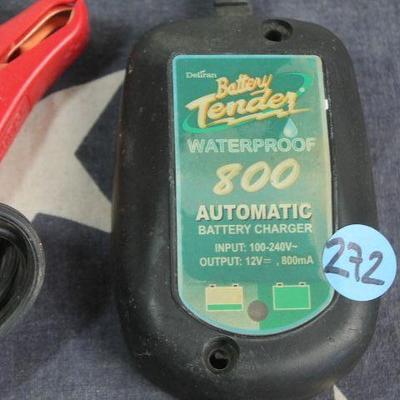 Deltran
Battery
Tender
WATERPROOF
800
AUTOMATIC
BATTERY CHARGER
INPUT: 100-240V~
OUTPUT: 12V⎓, 800mA
272